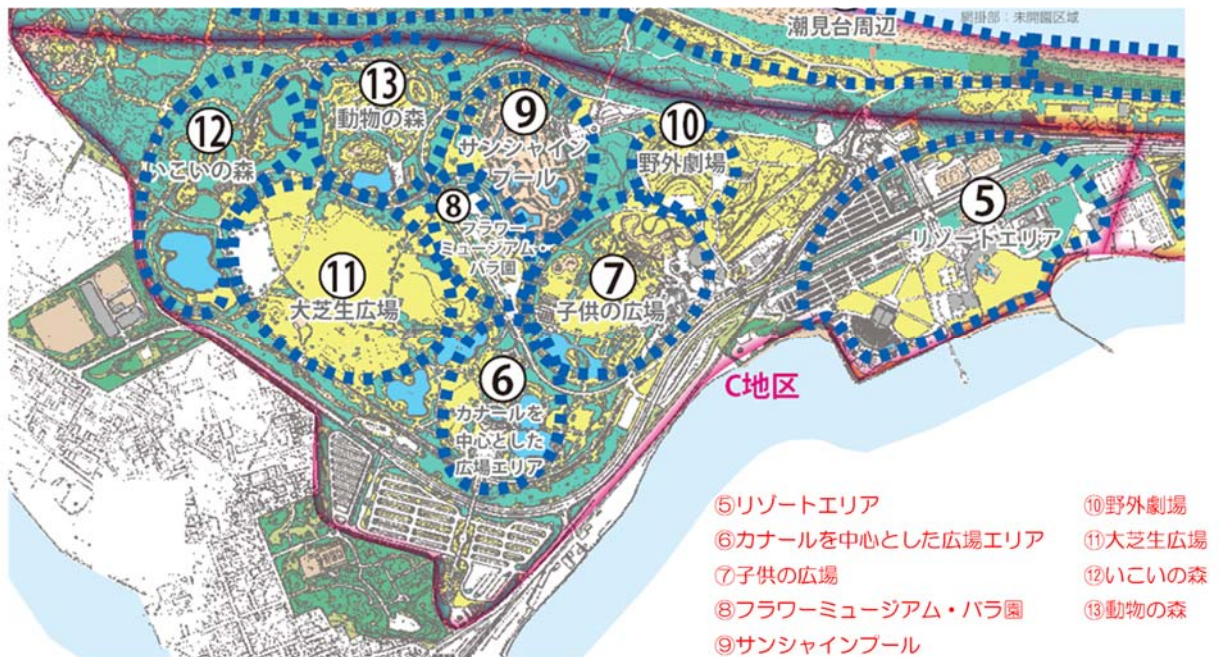 網掛部：未開園区域
潮見台周辺
⑬
動物の森
⑨
サンシャイン
プール
⑩
野外劇場
⑫
いこいの森
⑧
フラワー
ミュージアム・
バラ園
⑤
リゾートエリア
⑪
大芝生広場
⑦
子供の広場
⑥
カナールを
中心とした
広場エリア
C地区
⑤リゾートエリア
⑥カナールを中心とした広場エリア
⑦子供の広場
⑧フラワーミュージアム・バラ園
⑨サンシャインプール
⑩野外劇場
⑪大芝生広場
⑫いこいの森
⑬動物の森